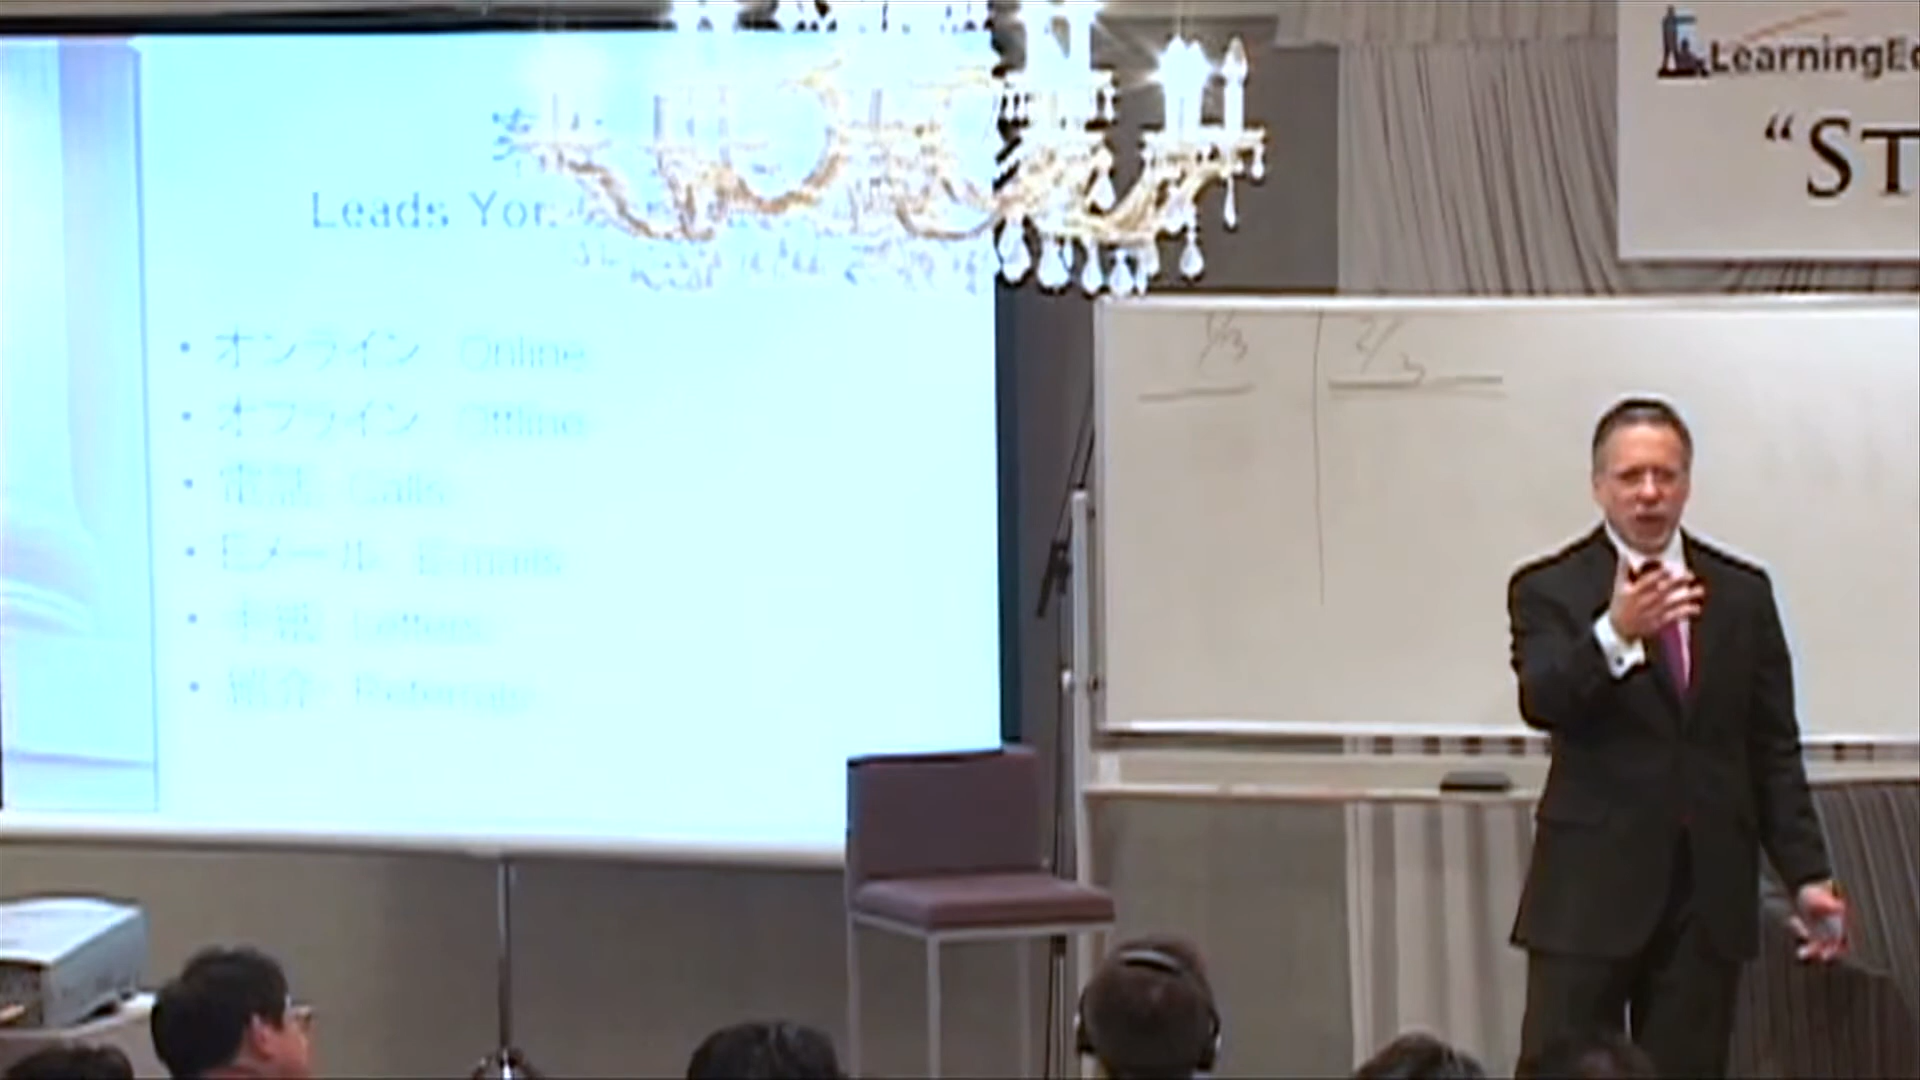 Leads You
• オンライン Online
• オフライン Offline
• 電話 Calls
• Eメール E-mails
• 手紙 Letters
• 紹介 Referrals
LearningEd
“ST